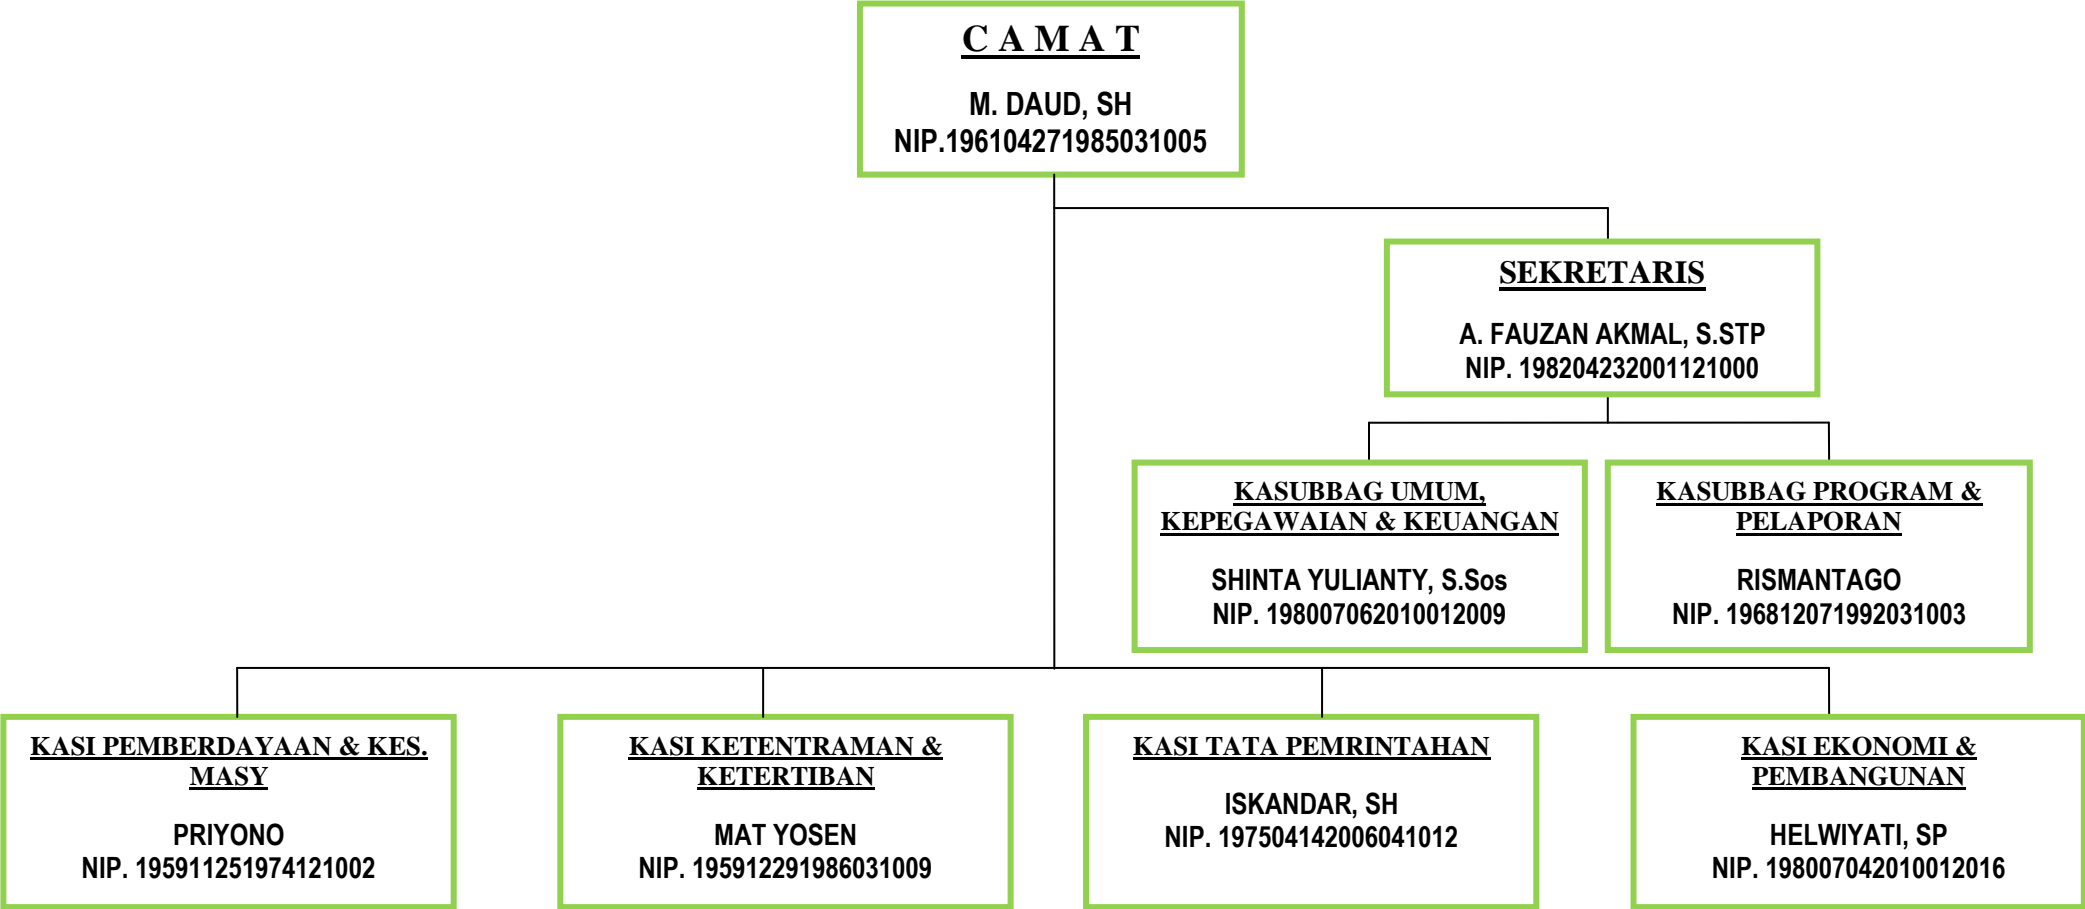 C A M A T
M. DAUD, SH
NIP.196104271985031005
SEKRETARIS
A. FAUZAN AKMAL, S.STP
NIP. 198204232001121000
KASUBBAG UMUM,
KEPEGAWAIAN & KEUANGAN
SHINTA YULIANTY, S.Sos
NIP. 198007062010012009
KASUBBAG PROGRAM &
PELAPORAN
RISMANTAGO
NIP. 196812071992031003
KASI PEMBERDAYAAN & KES.
MASY
PRIYONO
NIP. 195911251974121002
KASI KETENTRAMAN &
KETERTIBAN
MAT YOSEN
NIP. 195912291986031009
KASI TATA PEMRINTAHAN
ISKANDAR, SH
NIP. 197504142006041012
KASI EKONOMI &
PEMBANGUNAN
HELWIYATI, SP
NIP. 198007042010012016